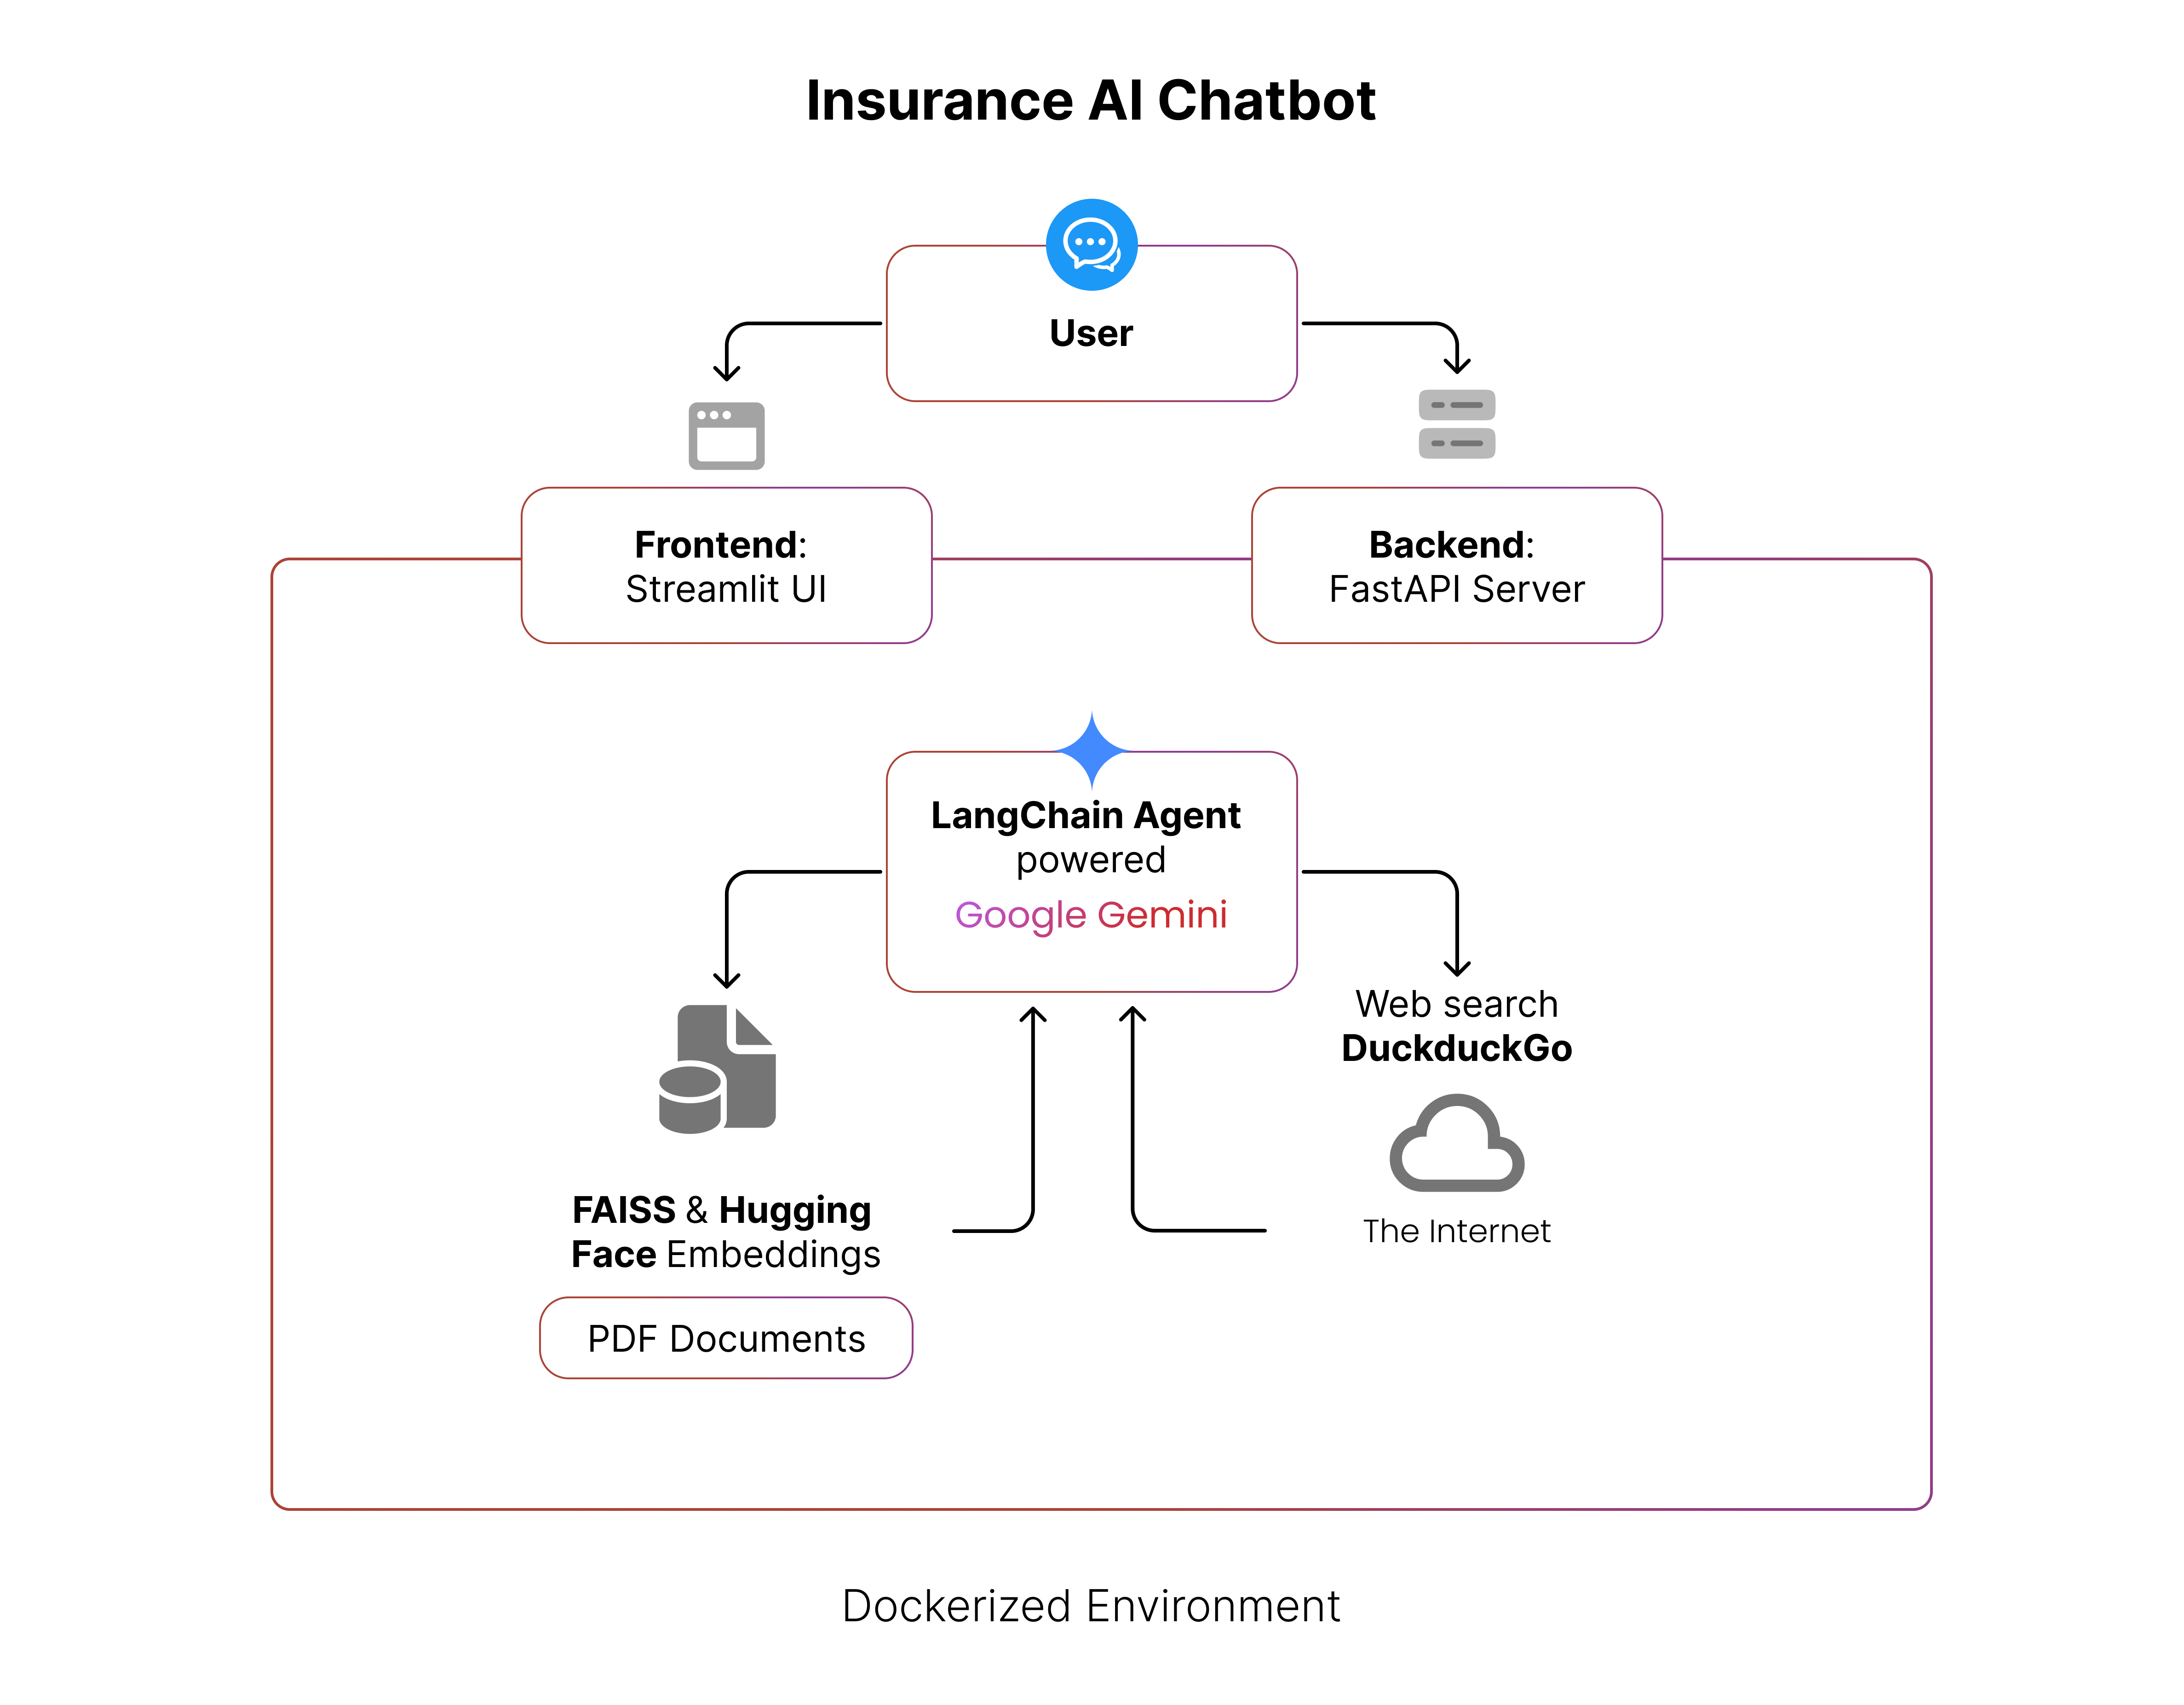 Insurance AI Chatbot
User
Frontend:
Streamlit UI
Backend:
FastAPI Server
LangChain Agent
powered
Google Gemini
Web search
DuckduckGo
The Internet
FAISS & Hugging
Face Embeddings
PDF Documents
Dockerized Environment